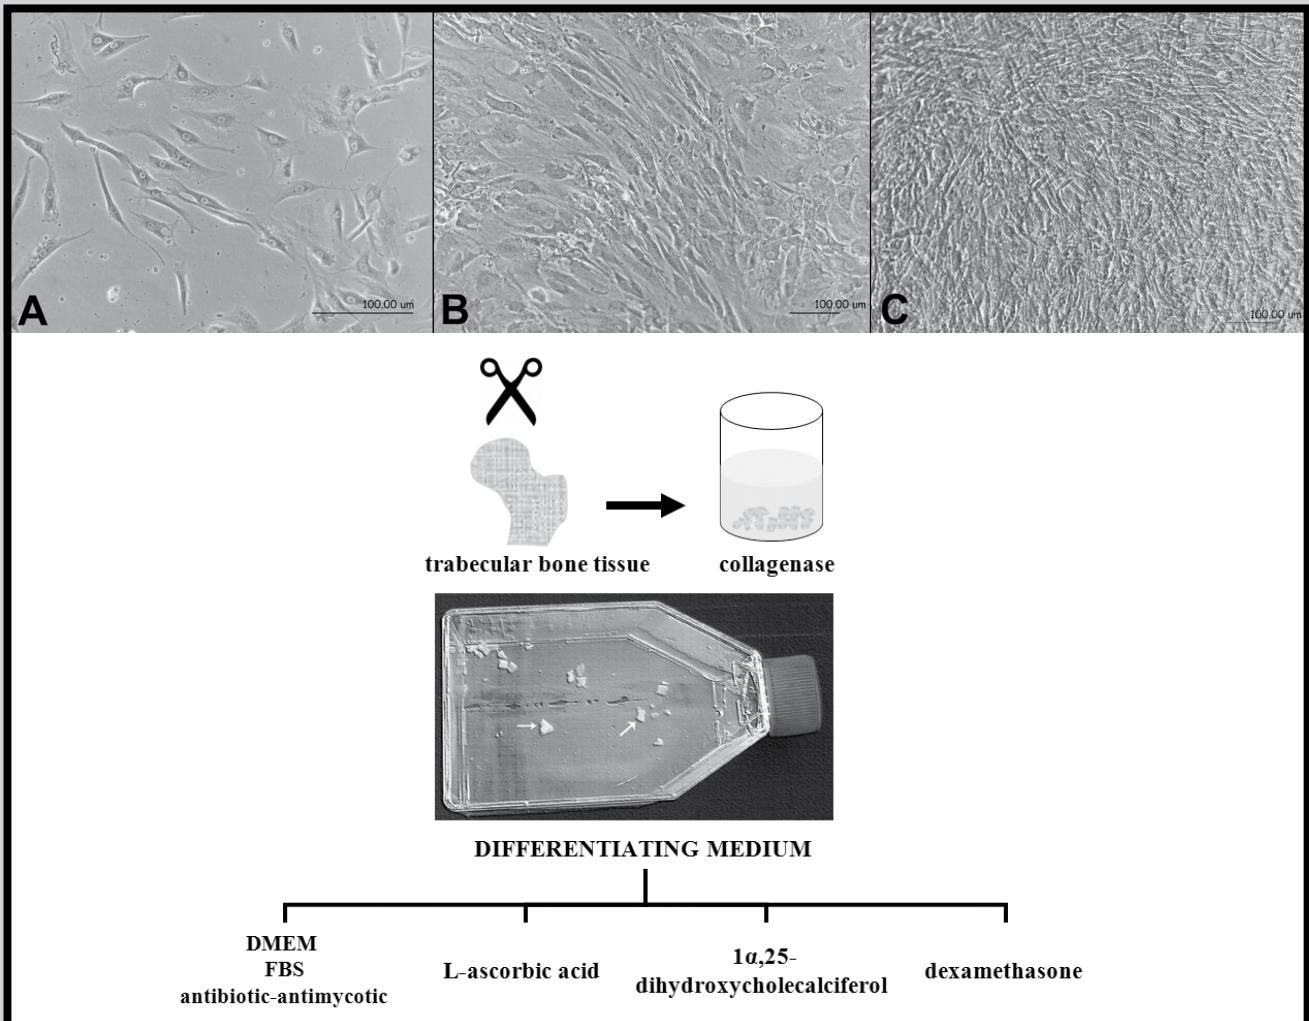 100.00 um
100.00 um
100.00 um
A
B
C
trabecular bone tissue
collagenase
DIFFERENTIATING MEDIUM
DMEM
FBS
antibiotic-antimycotic
L-ascorbic acid
1α,25-
dihydroxycholecalciferol
dexamethasone